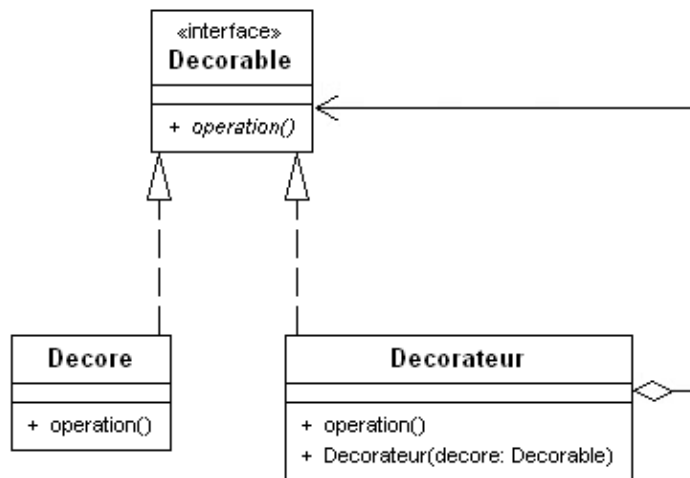 «interface»
Decorable
+ operation()
Decore
+ operation()
Decorateur
+ operation()
+ Decorateur(decore: Decorable)